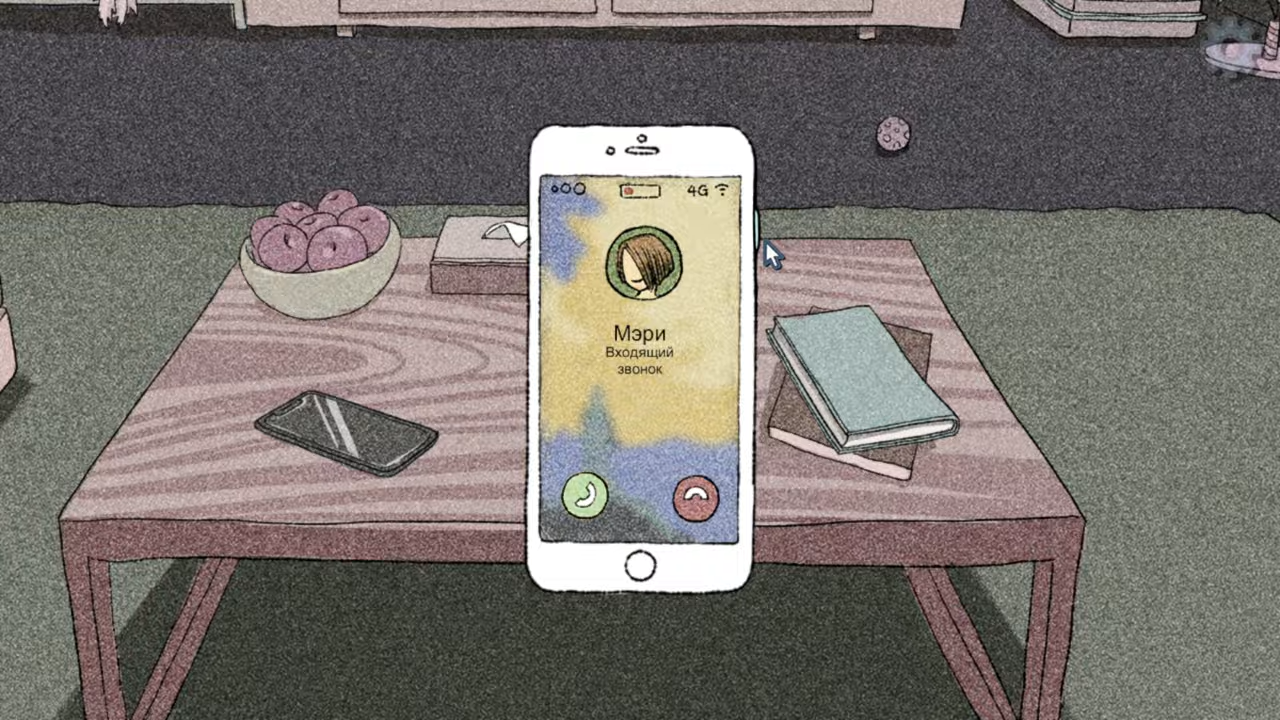 4G
Мэри
Входящий
звонок